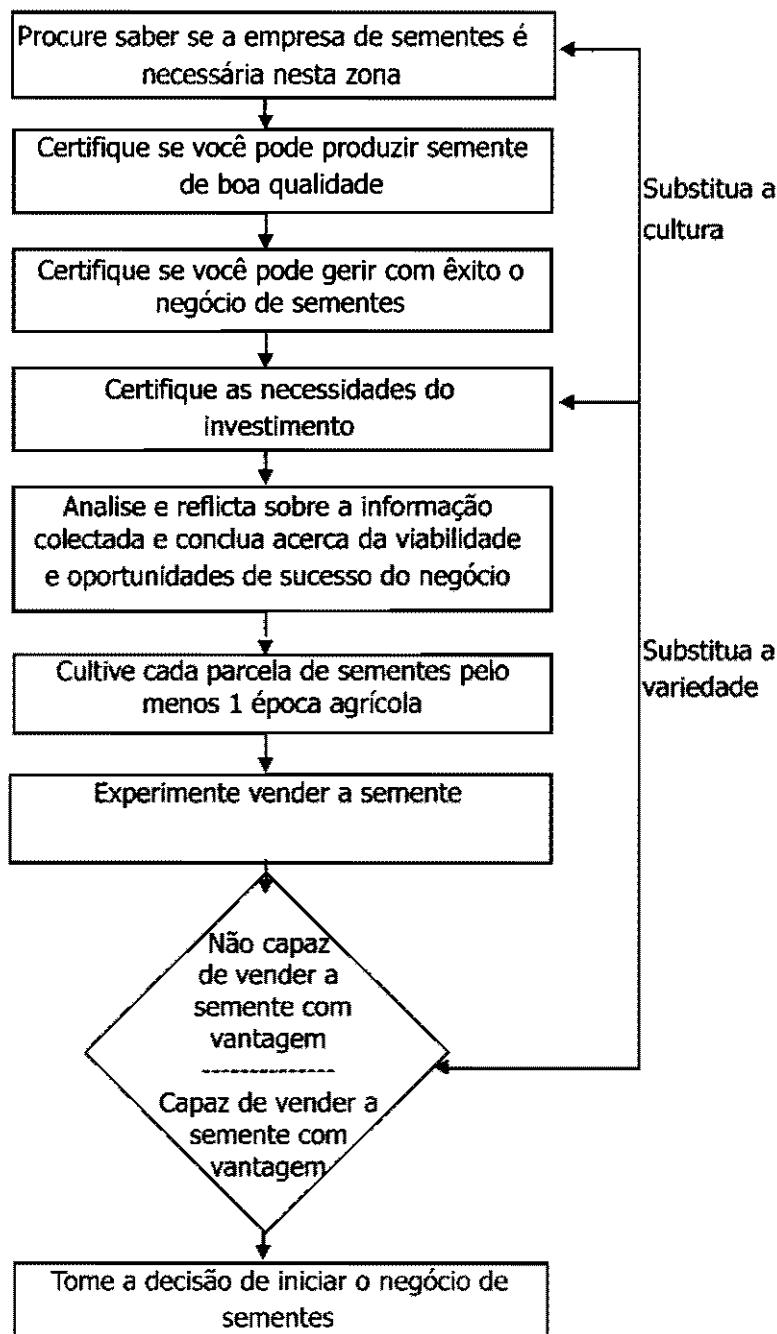 Procure saber se a empresa de sementes é
necessária nesta zona
Certifique se você pode produzir semente
de boa qualidade
Substitua a
cultura
Certifique se você pode gerir com êxito o
negócio de sementes
Certifique as necessidades do
investimento
Analise e reflicta sobre a informação
colectada e conclua acerca da viabilidade
e oportunidades de sucesso do negócio
Cultive cada parcela de sementes pelo
menos 1 época agrícola
Substitua a
variedade
Experimente vender a semente
Não capaz
de vender a
semente com
vantagem
-------------
Capaz de vender a
semente com
vantagem
Tome a decisão de iniciar o negócio de
sementes